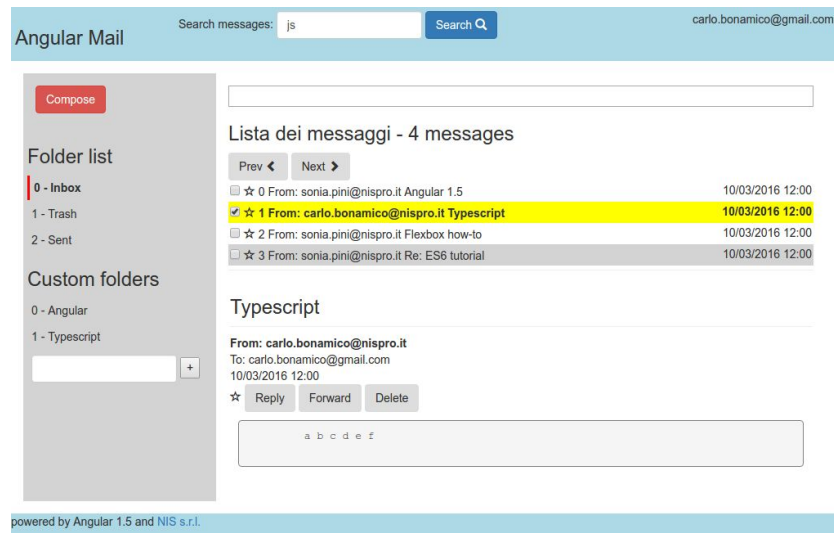 Angular Mail
Search messages: js Search
carlo.bonamico@gmail.com
Compose
Folder list
0 - Inbox
1 - Trash
2 - Sent
Custom folders
0 - Angular
1 - Typescript
+
Lista dei messaggi - 4 messages
Prev Next
0 From: sonia.pini@nispro.it Angular 1.5 10/03/2016 12:00
1 From: carlo.bonamico@nispro.it Typescript 10/03/2016 12:00
2 From: sonia.pini@nispro.it Flexbox how-to 10/03/2016 12:00
3 From: sonia.pini@nispro.it Re: ES6 tutorial 10/03/2016 12:00
Typescript
From: carlo.bonamico@nispro.it
To: carlo.bonamico@gmail.com
10/03/2016 12:00
Reply Forward Delete
a b c d e f
powered by Angular 1.5 and NIS s.r.l.